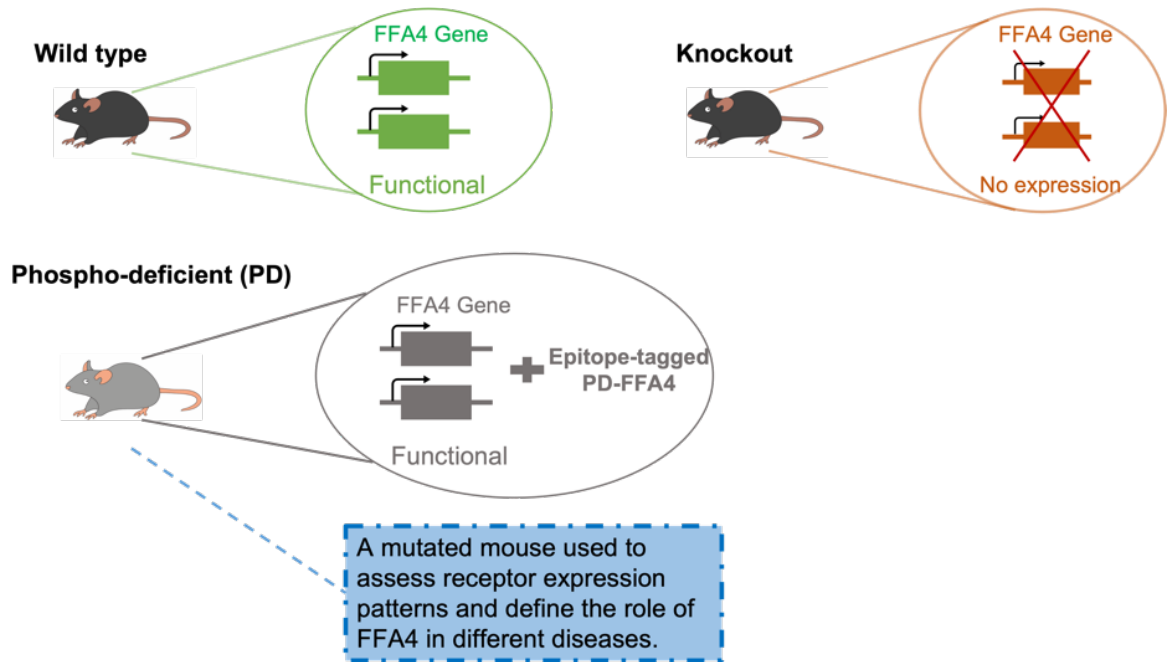 Wild type
FFA4 Gene
Functional
Knockout
FFA4 Gene
No expression
Phospho-deficient (PD)
FFA4 Gene
Epitope-tagged
PD-FFA4
Functional
A mutated mouse used to
assess receptor expression
patterns and define the role of
FFA4 in different diseases.